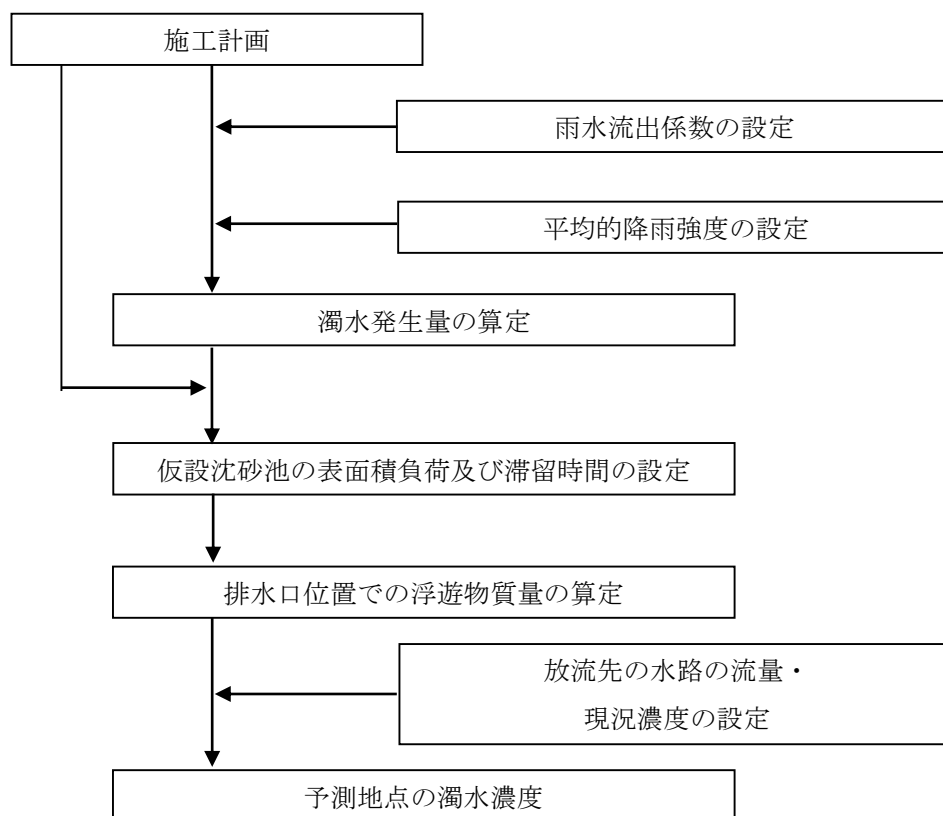 施工計画
雨水流出係数の設定
平均的降雨強度の設定
濁水発生量の算定
仮設沈砂池の表面積負荷及び滞留時間の設定
排水口位置での浮遊物質量の算定
放流先の水路の流量・
現況濃度の設定
予測地点の濁水濃度